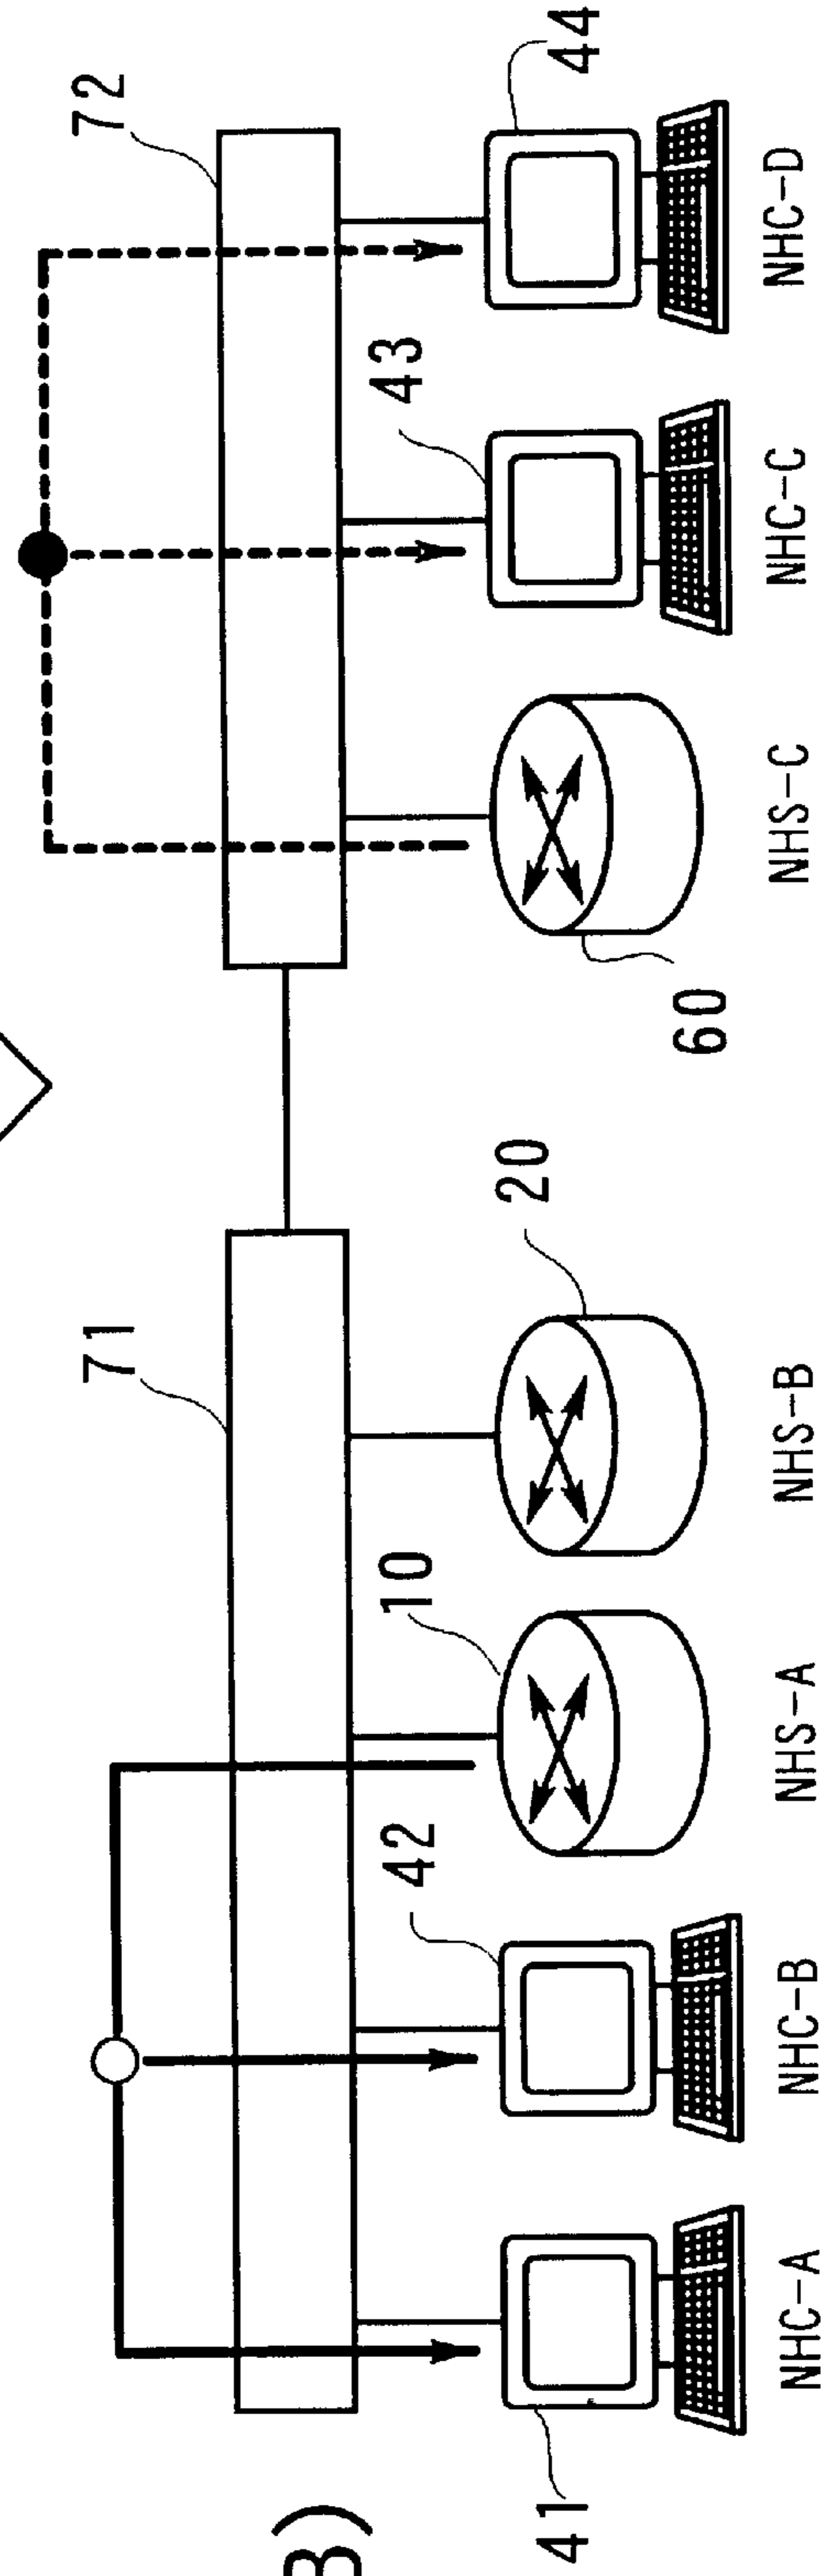 B)
71
72
41
42
10
20
60
43
44
NHC-A
NHC-B
NHS-A
NHS-B
NHS-C
NHC-C
NHC-D